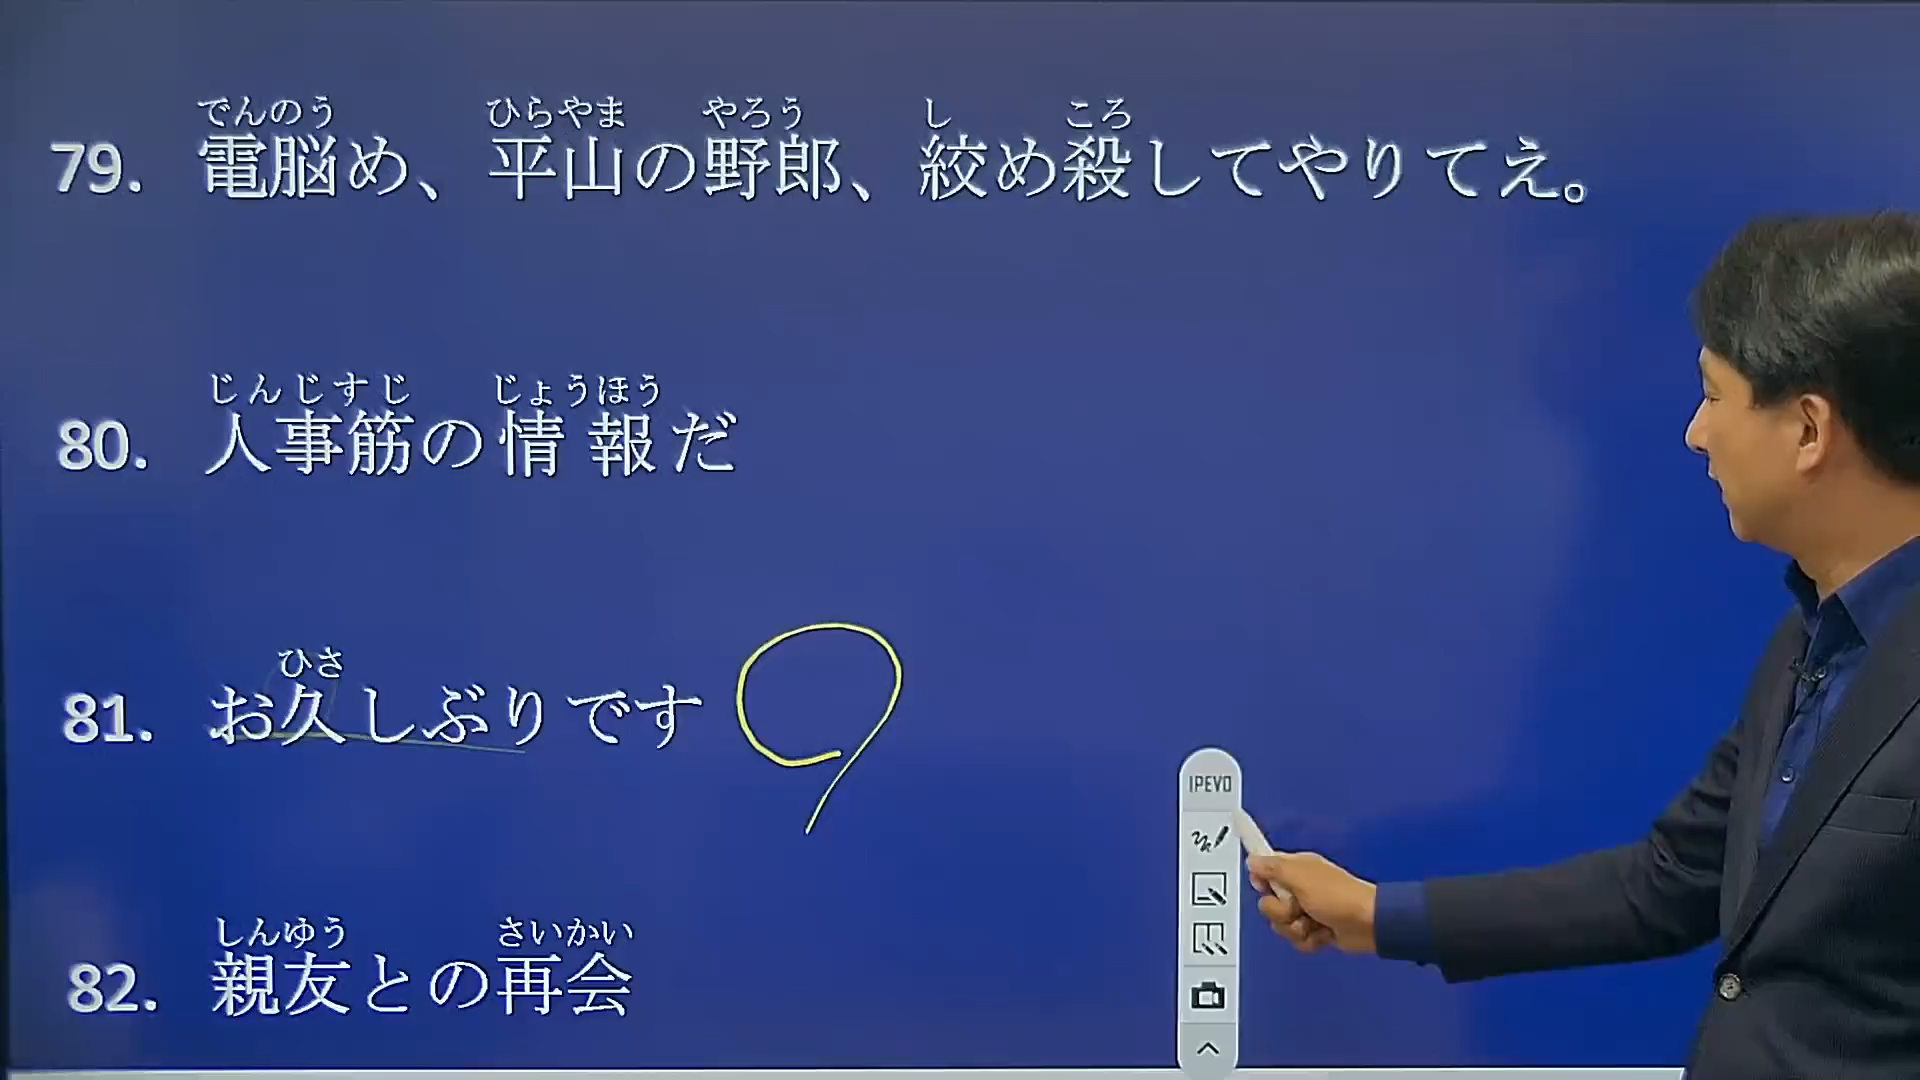 でんのう ひらやま やろう し ころ
79. 電脳め、平山の野郎、絞め殺してやりてえ。
じんじすじ じょうほう
80. 人事筋の情報だ
ひさ
81. お久しぶりです
しんゆう さいかい
82. 親友との再会
IPEVO